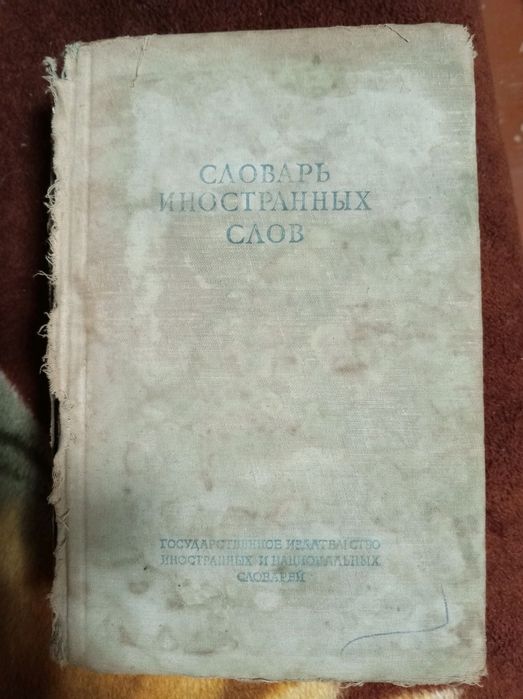 СЛОВАРЬ
ИНОСТРАННЫХ
СЛОВ
ГОСУДАРСТВЕННОЕ ИЗДАТЕЛЬСТВО
ИНОСТРАННЫХ И НАЦИОНАЛЬНЫХ
СЛОВАРЕЙ